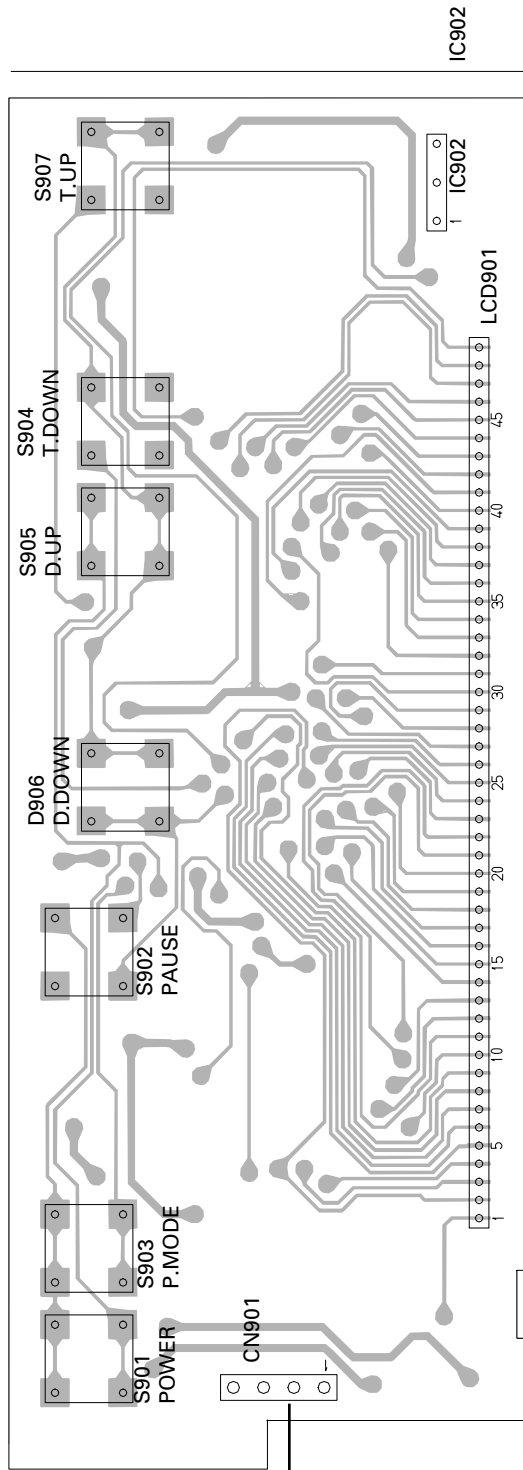 IC902
S907
T.UP
IC902
1
LCD901
S904
T.DOWN
S905
D.UP
D906
D.DOWN
S902
PAUSE
S903
P.MODE
S901
POWER
CN901
1
45
40
35
30
25
20
15
10
5
1